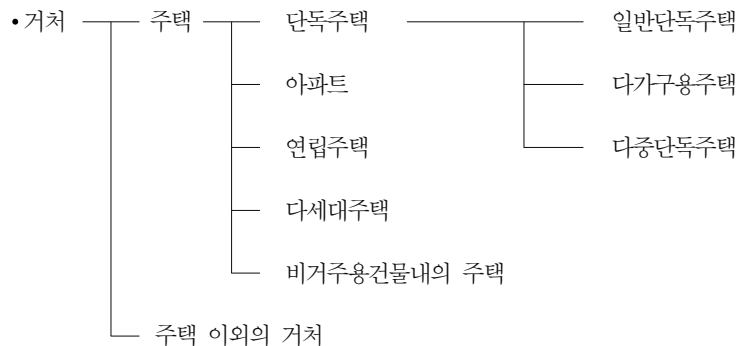 • 거처 주택 단독주택 일반단독주택
아파트 다가구용주택
연립주택 다중단독주택
다세대주택
비거주용건물내의 주택
주택 이외의 거처